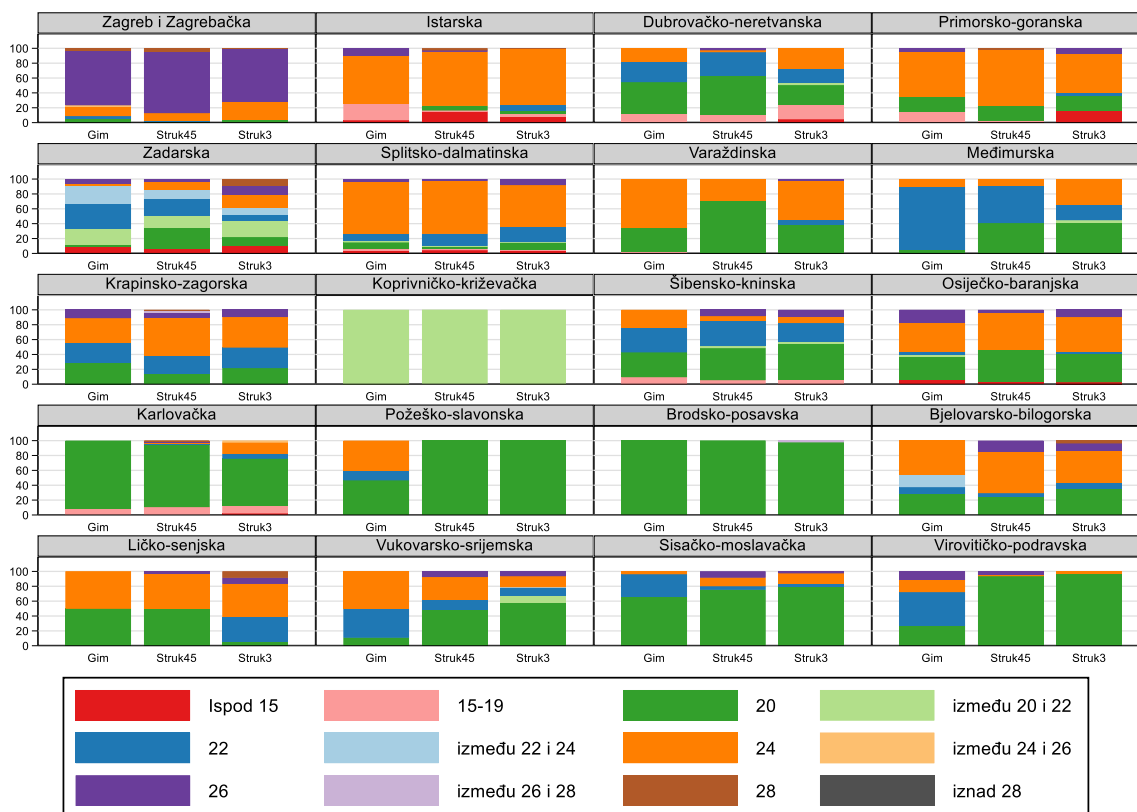 Zagreb i Zagrebačka Istarska Dubrovačko-neretvanska Primorsko-goranska
100
80
60
40
20
0
Gim Struk45 Struk3 Gim Struk45 Struk3 Gim Struk45 Struk3 Gim Struk45 Struk3
Zadarska Splitsko-dalmatinska Varaždinska Međimurska
100
80
60
40
20
0
Gim Struk45 Struk3 Gim Struk45 Struk3 Gim Struk45 Struk3 Gim Struk45 Struk3
Krapinsko-zagorska Koprivničko-križevačka Šibensko-kninska Osiječko-baranjska
100
80
60
40
20
0
Gim Struk45 Struk3 Gim Struk45 Struk3 Gim Struk45 Struk3 Gim Struk45 Struk3
Karlovačka Požeško-slavonska Brodsko-posavska Bjelovarsko-bilogorska
100
80
60
40
20
0
Gim Struk45 Struk3 Gim Struk45 Struk3 Gim Struk45 Struk3 Gim Struk45 Struk3
Ličko-senjska Vukovarsko-srijemska Sisačko-moslavačka Virovitičko-podravska
100
80
60
40
20
0
Gim Struk45 Struk3 Gim Struk45 Struk3 Gim Struk45 Struk3 Gim Struk45 Struk3
Ispod 15 15-19 20 između 20 i 22
22 između 22 i 24 24 između 24 i 26
26 između 26 i 28 28 iznad 28